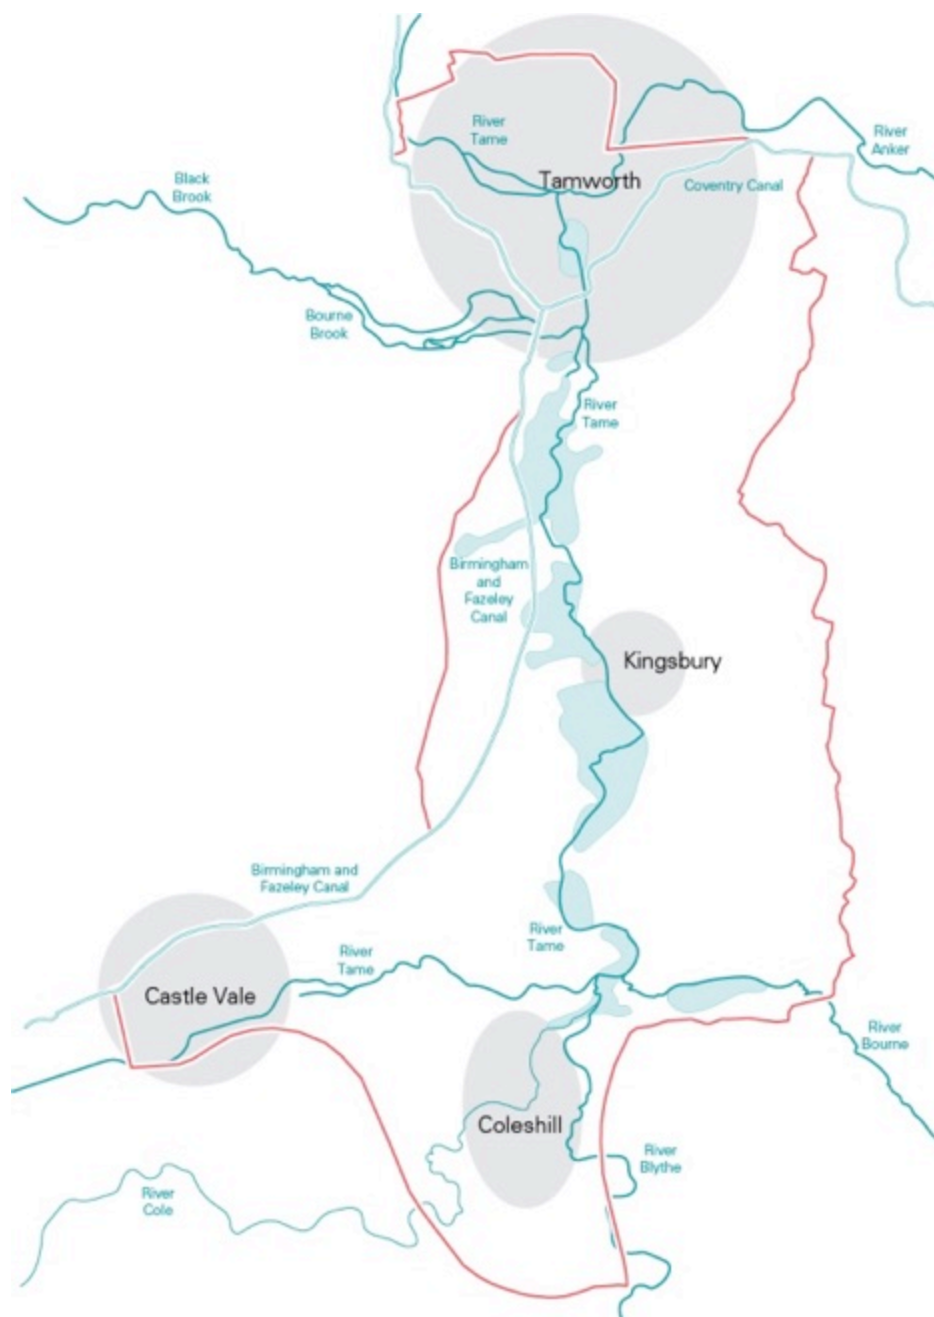 River
Tame
River
Anker
Black
Brook
Tamworth
Coventry Canal
Bourne
Brook
River
Tame
Birmingham
and
Fazeley
Canal
Kingsbury
Birmingham and
Fazeley Canal
River
Tame
River
Tame
Castle Vale
River
Bourne
Coleshill
River
Blythe
River
Cole